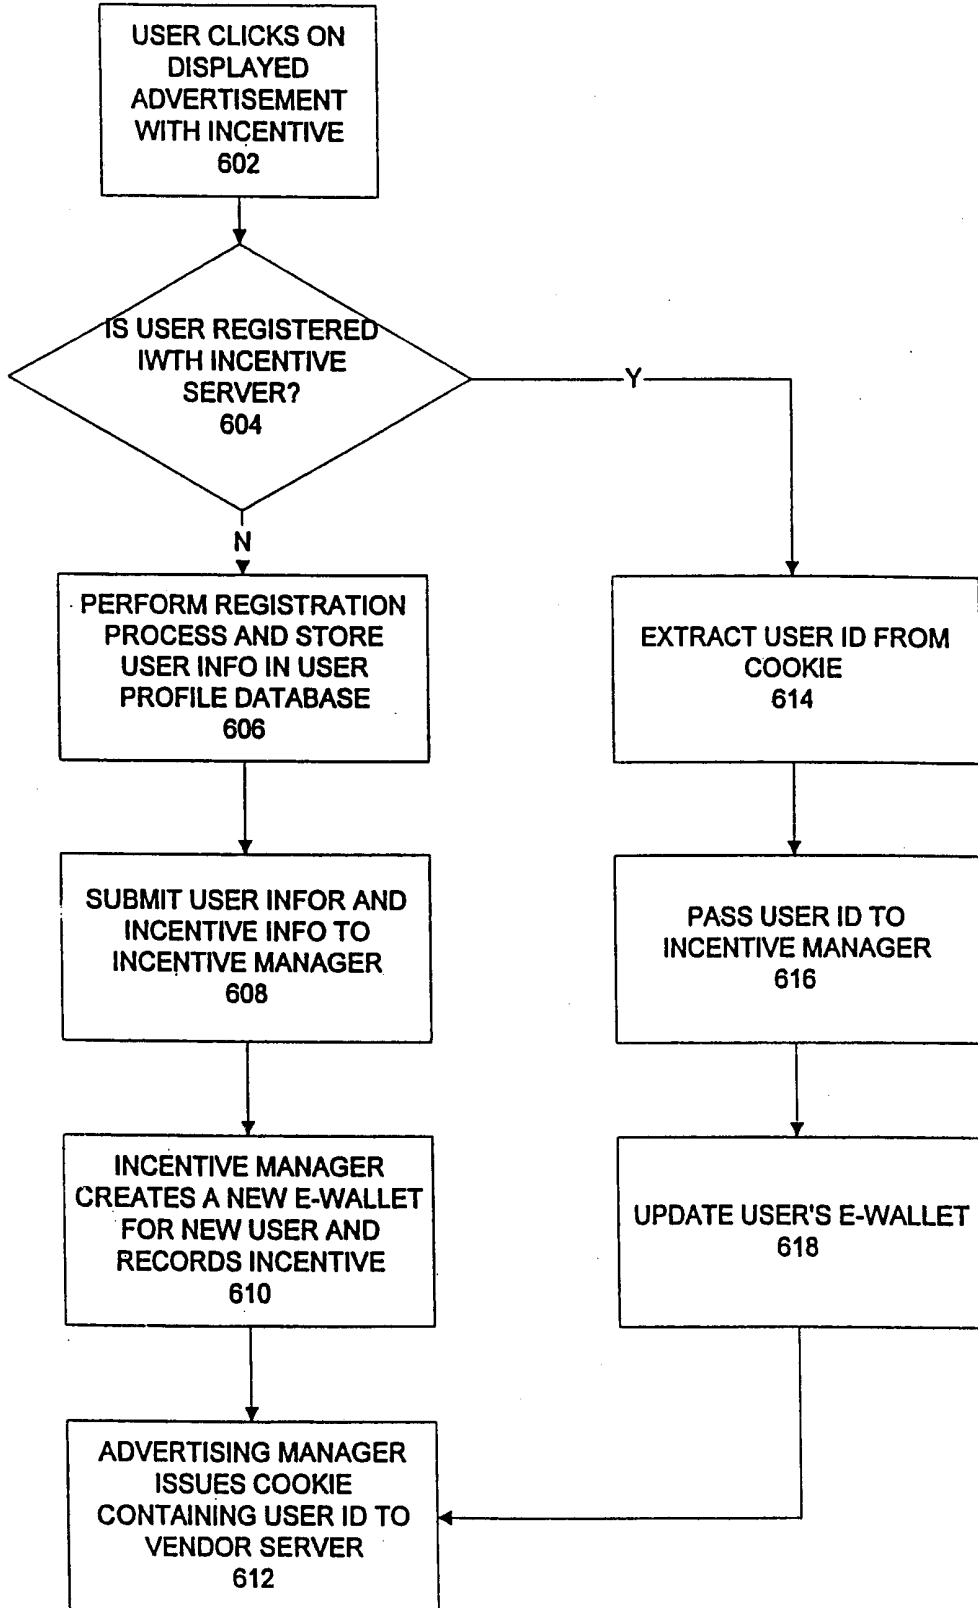 USER CLICKS ON
DISPLAYED
ADVERTISEMENT
WITH INCENTIVE
602
IS USER REGISTERED
IWTH INCENTIVE
SERVER?
604
Y
N
PERFORM REGISTRATION
PROCESS AND STORE
USER INFO IN USER
PROFILE DATABASE
606
EXTRACT USER ID FROM
COOKIE
614
SUBMIT USER INFOR AND
INCENTIVE INFO TO
INCENTIVE MANAGER
608
PASS USER ID TO
INCENTIVE MANAGER
616
INCENTIVE MANAGER
CREATES A NEW E-WALLET
FOR NEW USER AND
RECORDS INCENTIVE
610
UPDATE USER'S E-WALLET
618
ADVERTISING MANAGER
ISSUES COOKIE
CONTAINING USER ID TO
VENDOR SERVER
612